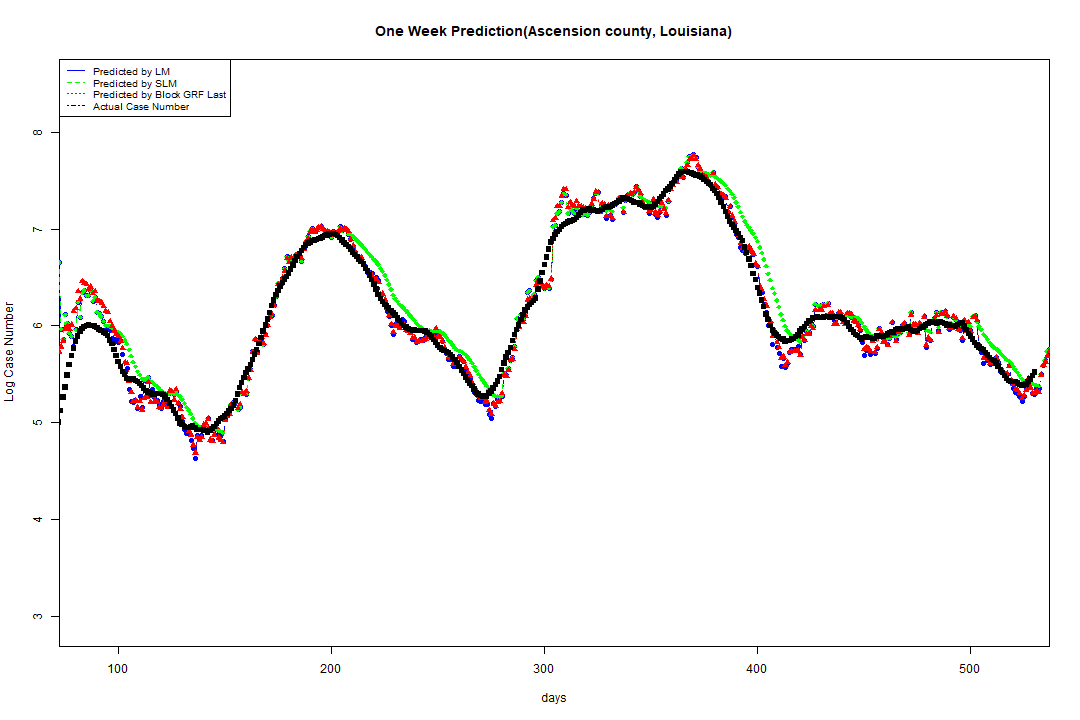 One Week Prediction(Ascension county, Louisiana)
Predicted by LM
Predicted by SLM
Predicted by Block GRF Last
Actual Case Number
8
7
6
5
4
3
Log Case Number
100 200 300 400 500
days